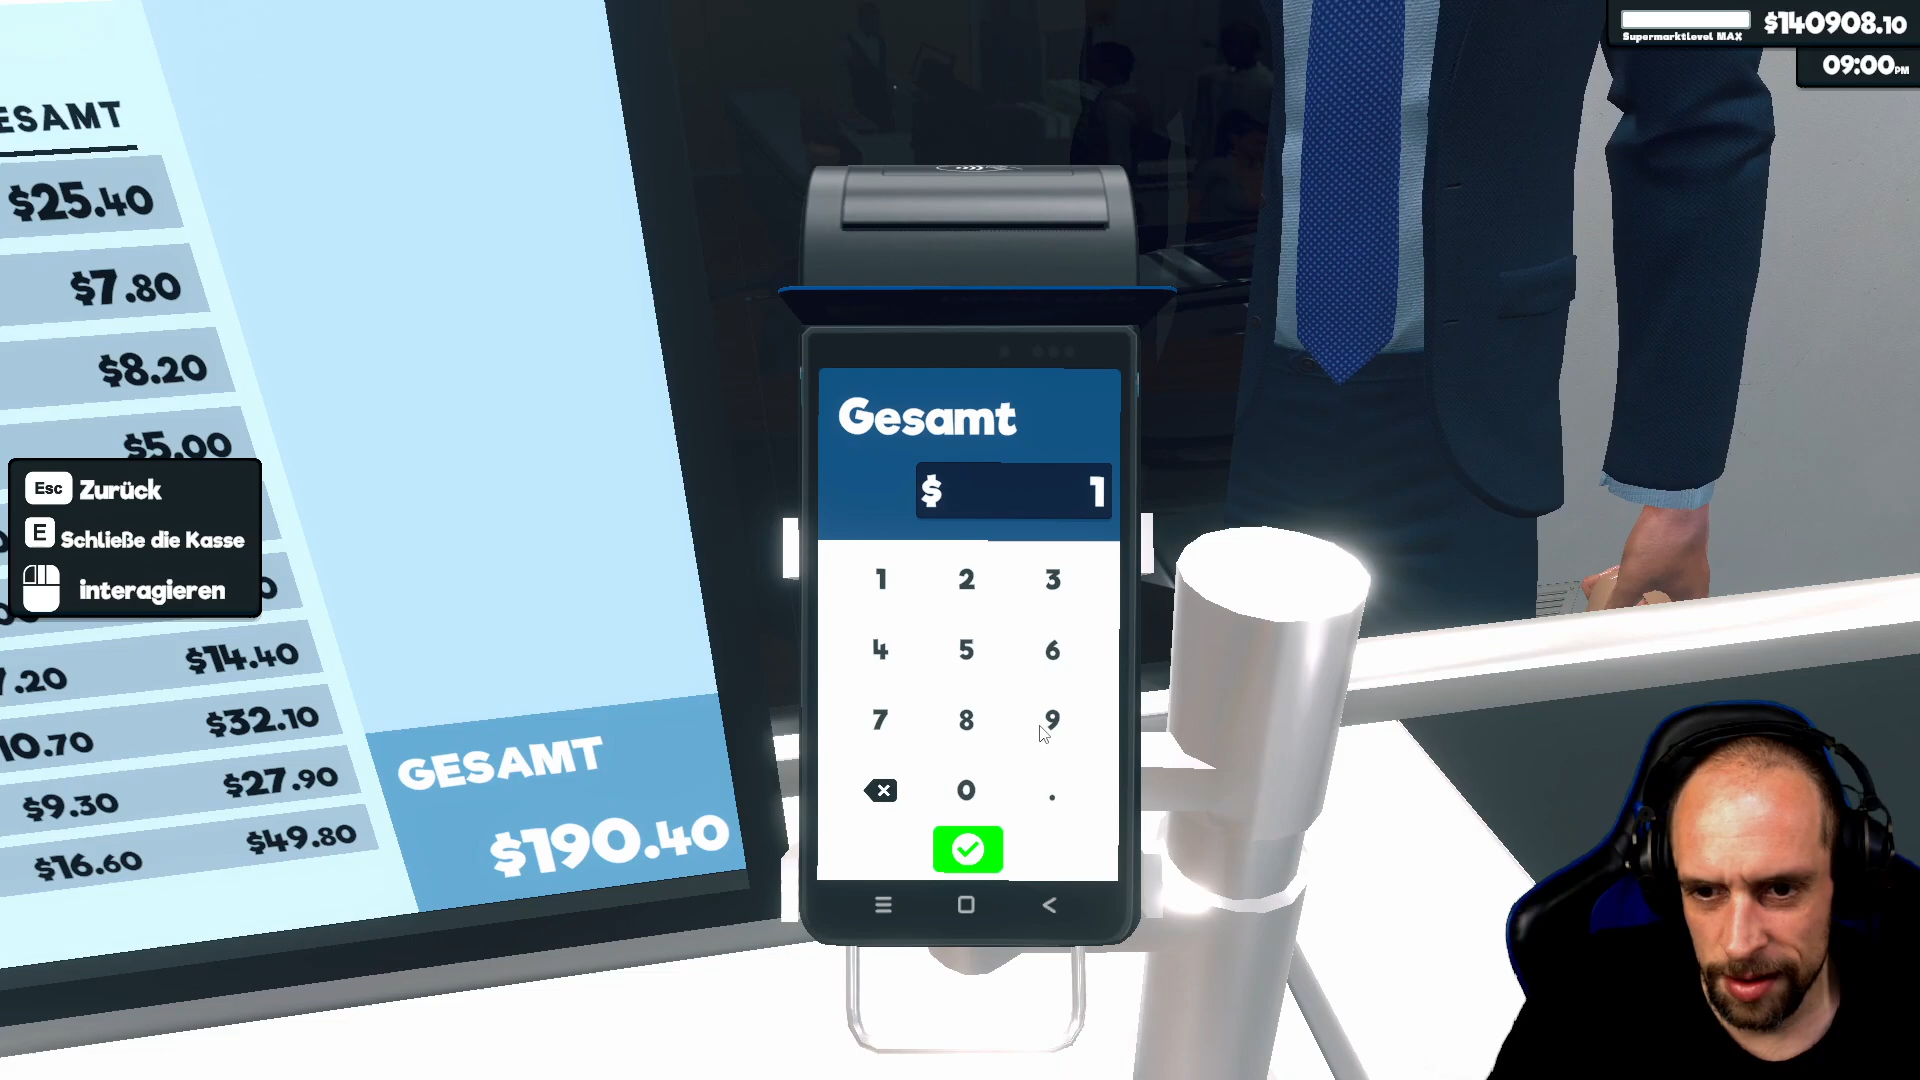 $140908.10
Supermarktlevel MAX
09:00PM
ESAMT
$25.40
$7.80
$8.20
$5.00
Esc Zurück
E Schließe die Kasse
interagieren
7.20 $14.40
10.70 $32.10
$9.30 $27.90
$16.60 $49.80
GESAMT
$190.40
Gesamt
$ 1
1 2 3
4 5 6
7 8 9
0 .